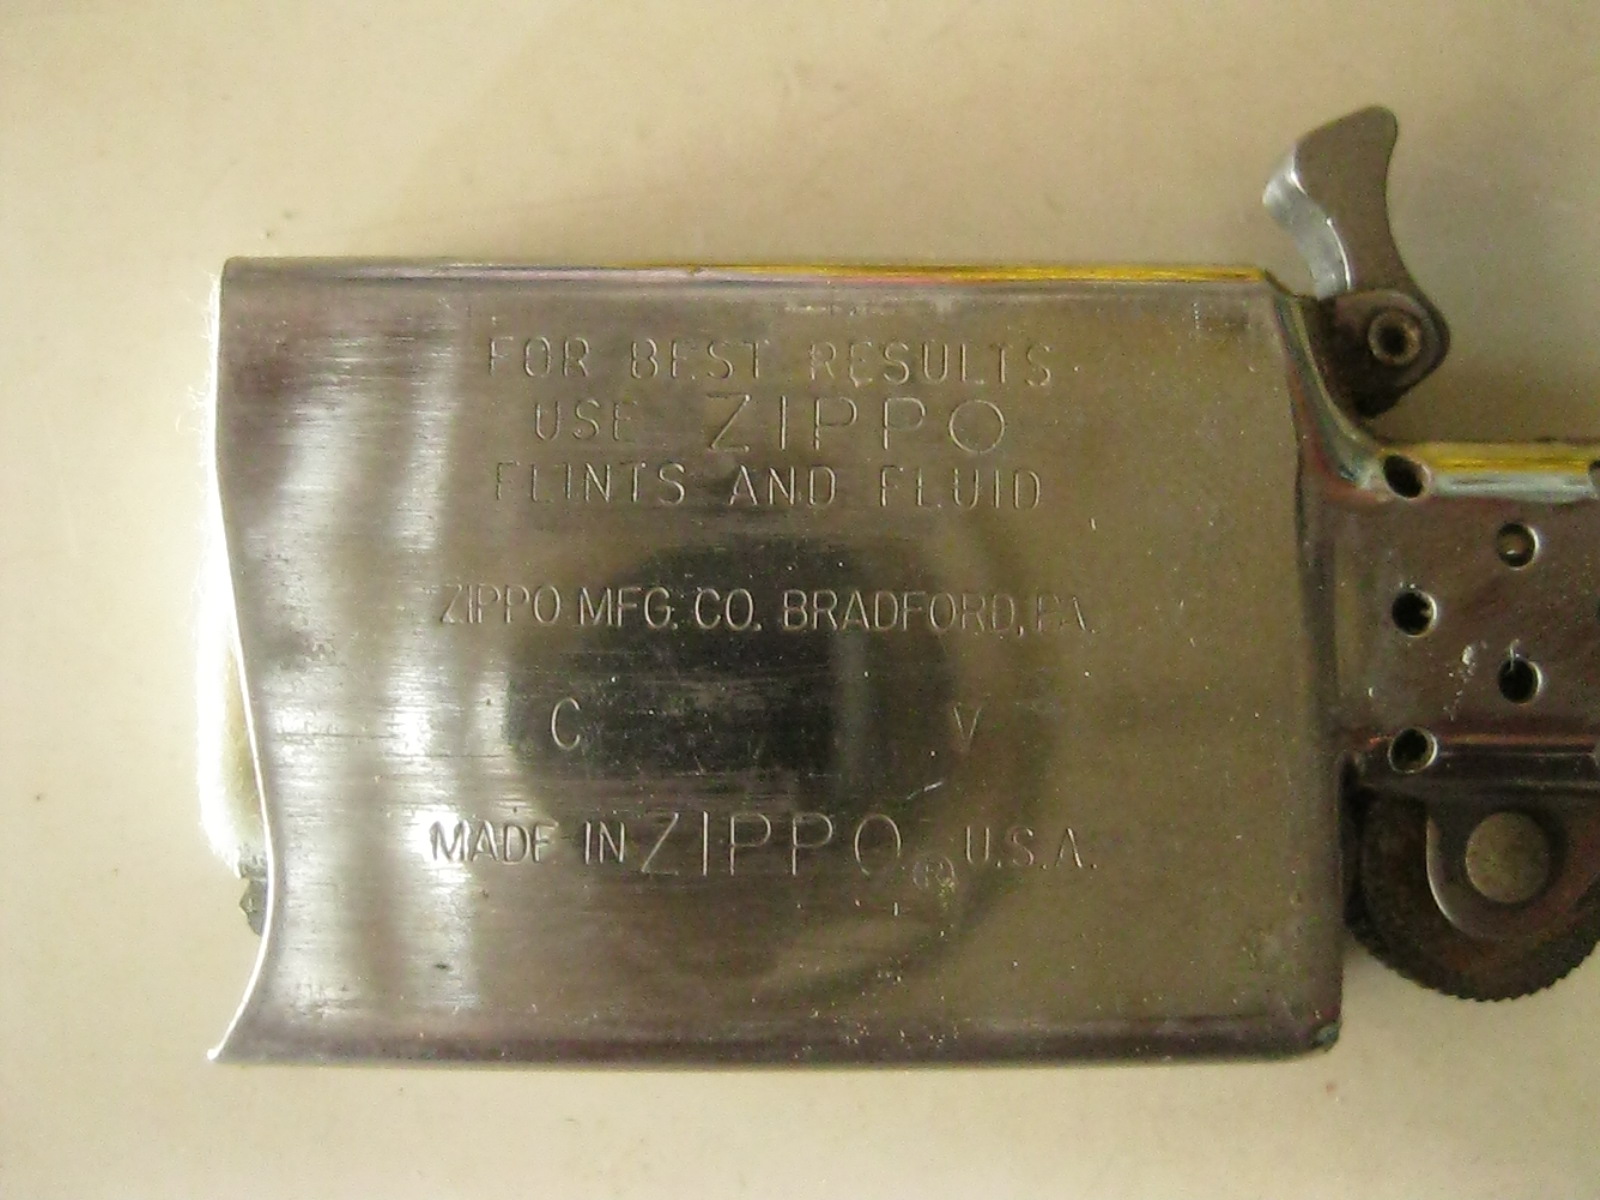 FOR BEST RESULTS
USE ZIPPO
FLINTS AND FLUID
ZIPPO MFG. CO. BRADFORD, PA.
C V
MADE IN ZIPPO ® U.S.A.